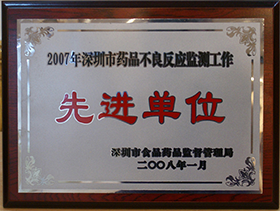 2007年深圳市药品不良反应监测工作
先进单位
深圳市食品药品监督管理局
二〇〇八年一月